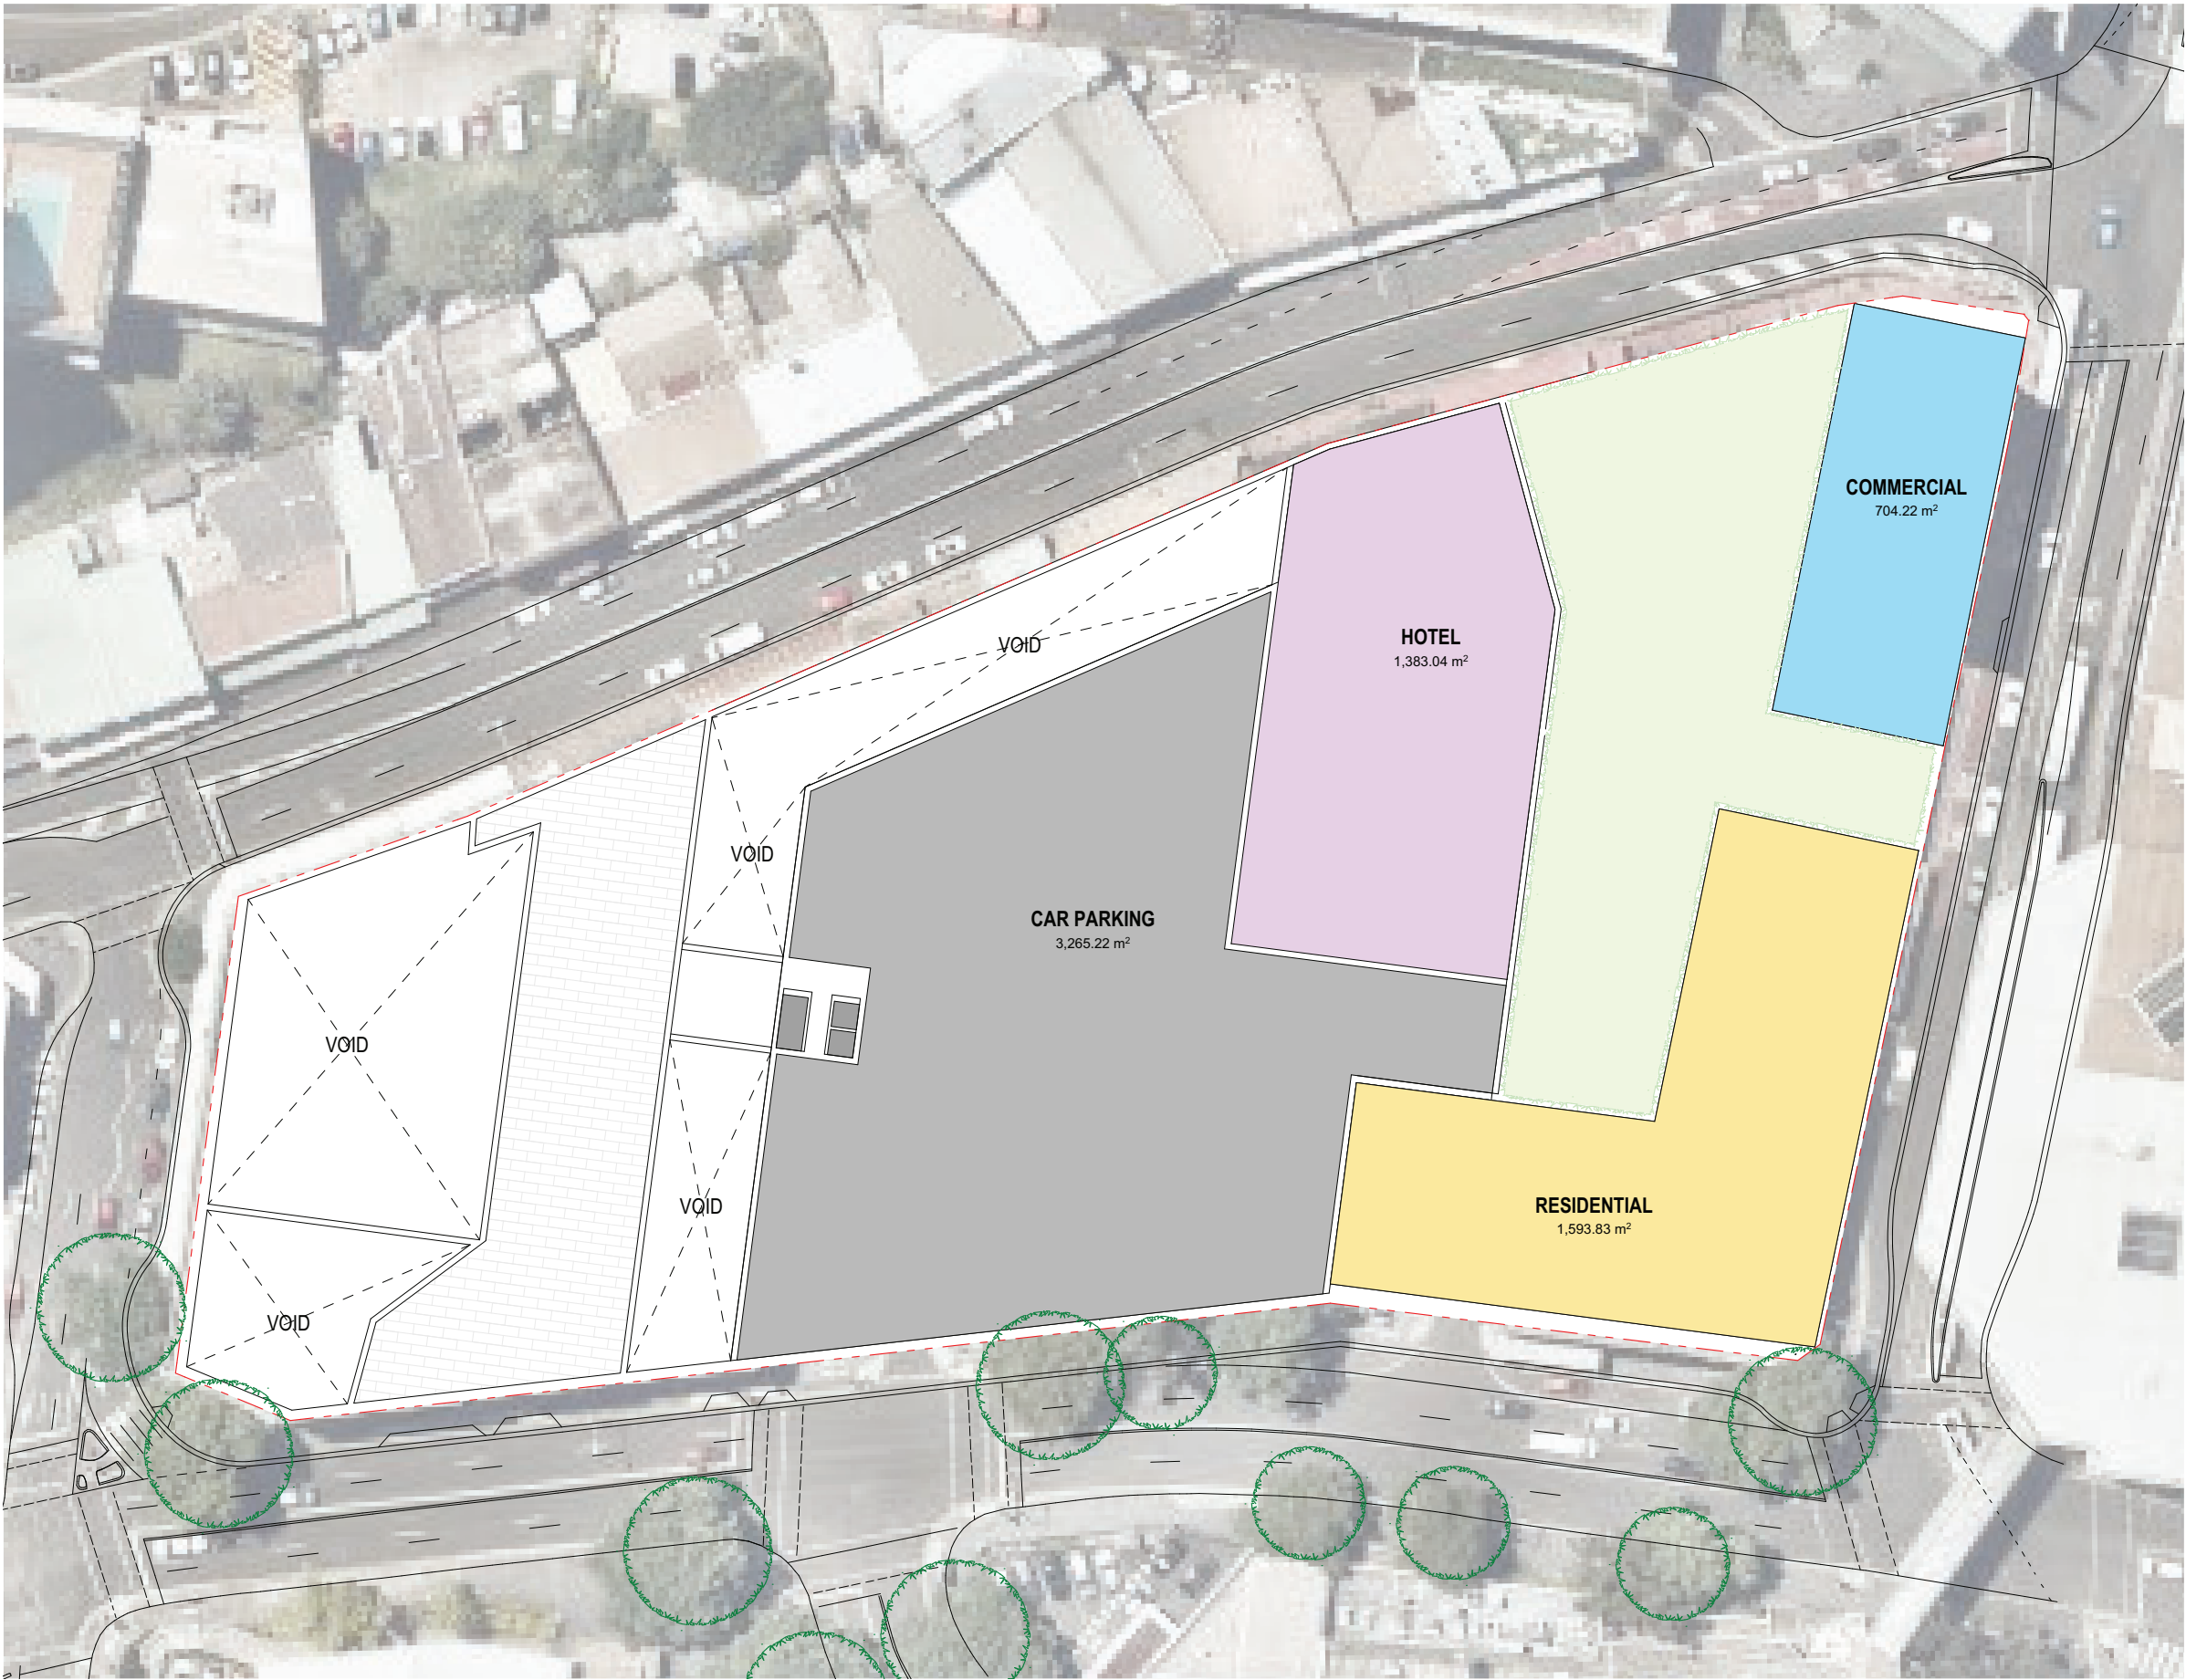 COMMERCIAL
704.22 m²
HOTEL
1,383.04 m²
VOID
VOID
CAR PARKING
3,265.22 m²
VOID
VOID
RESIDENTIAL
1,593.83 m²
VOID